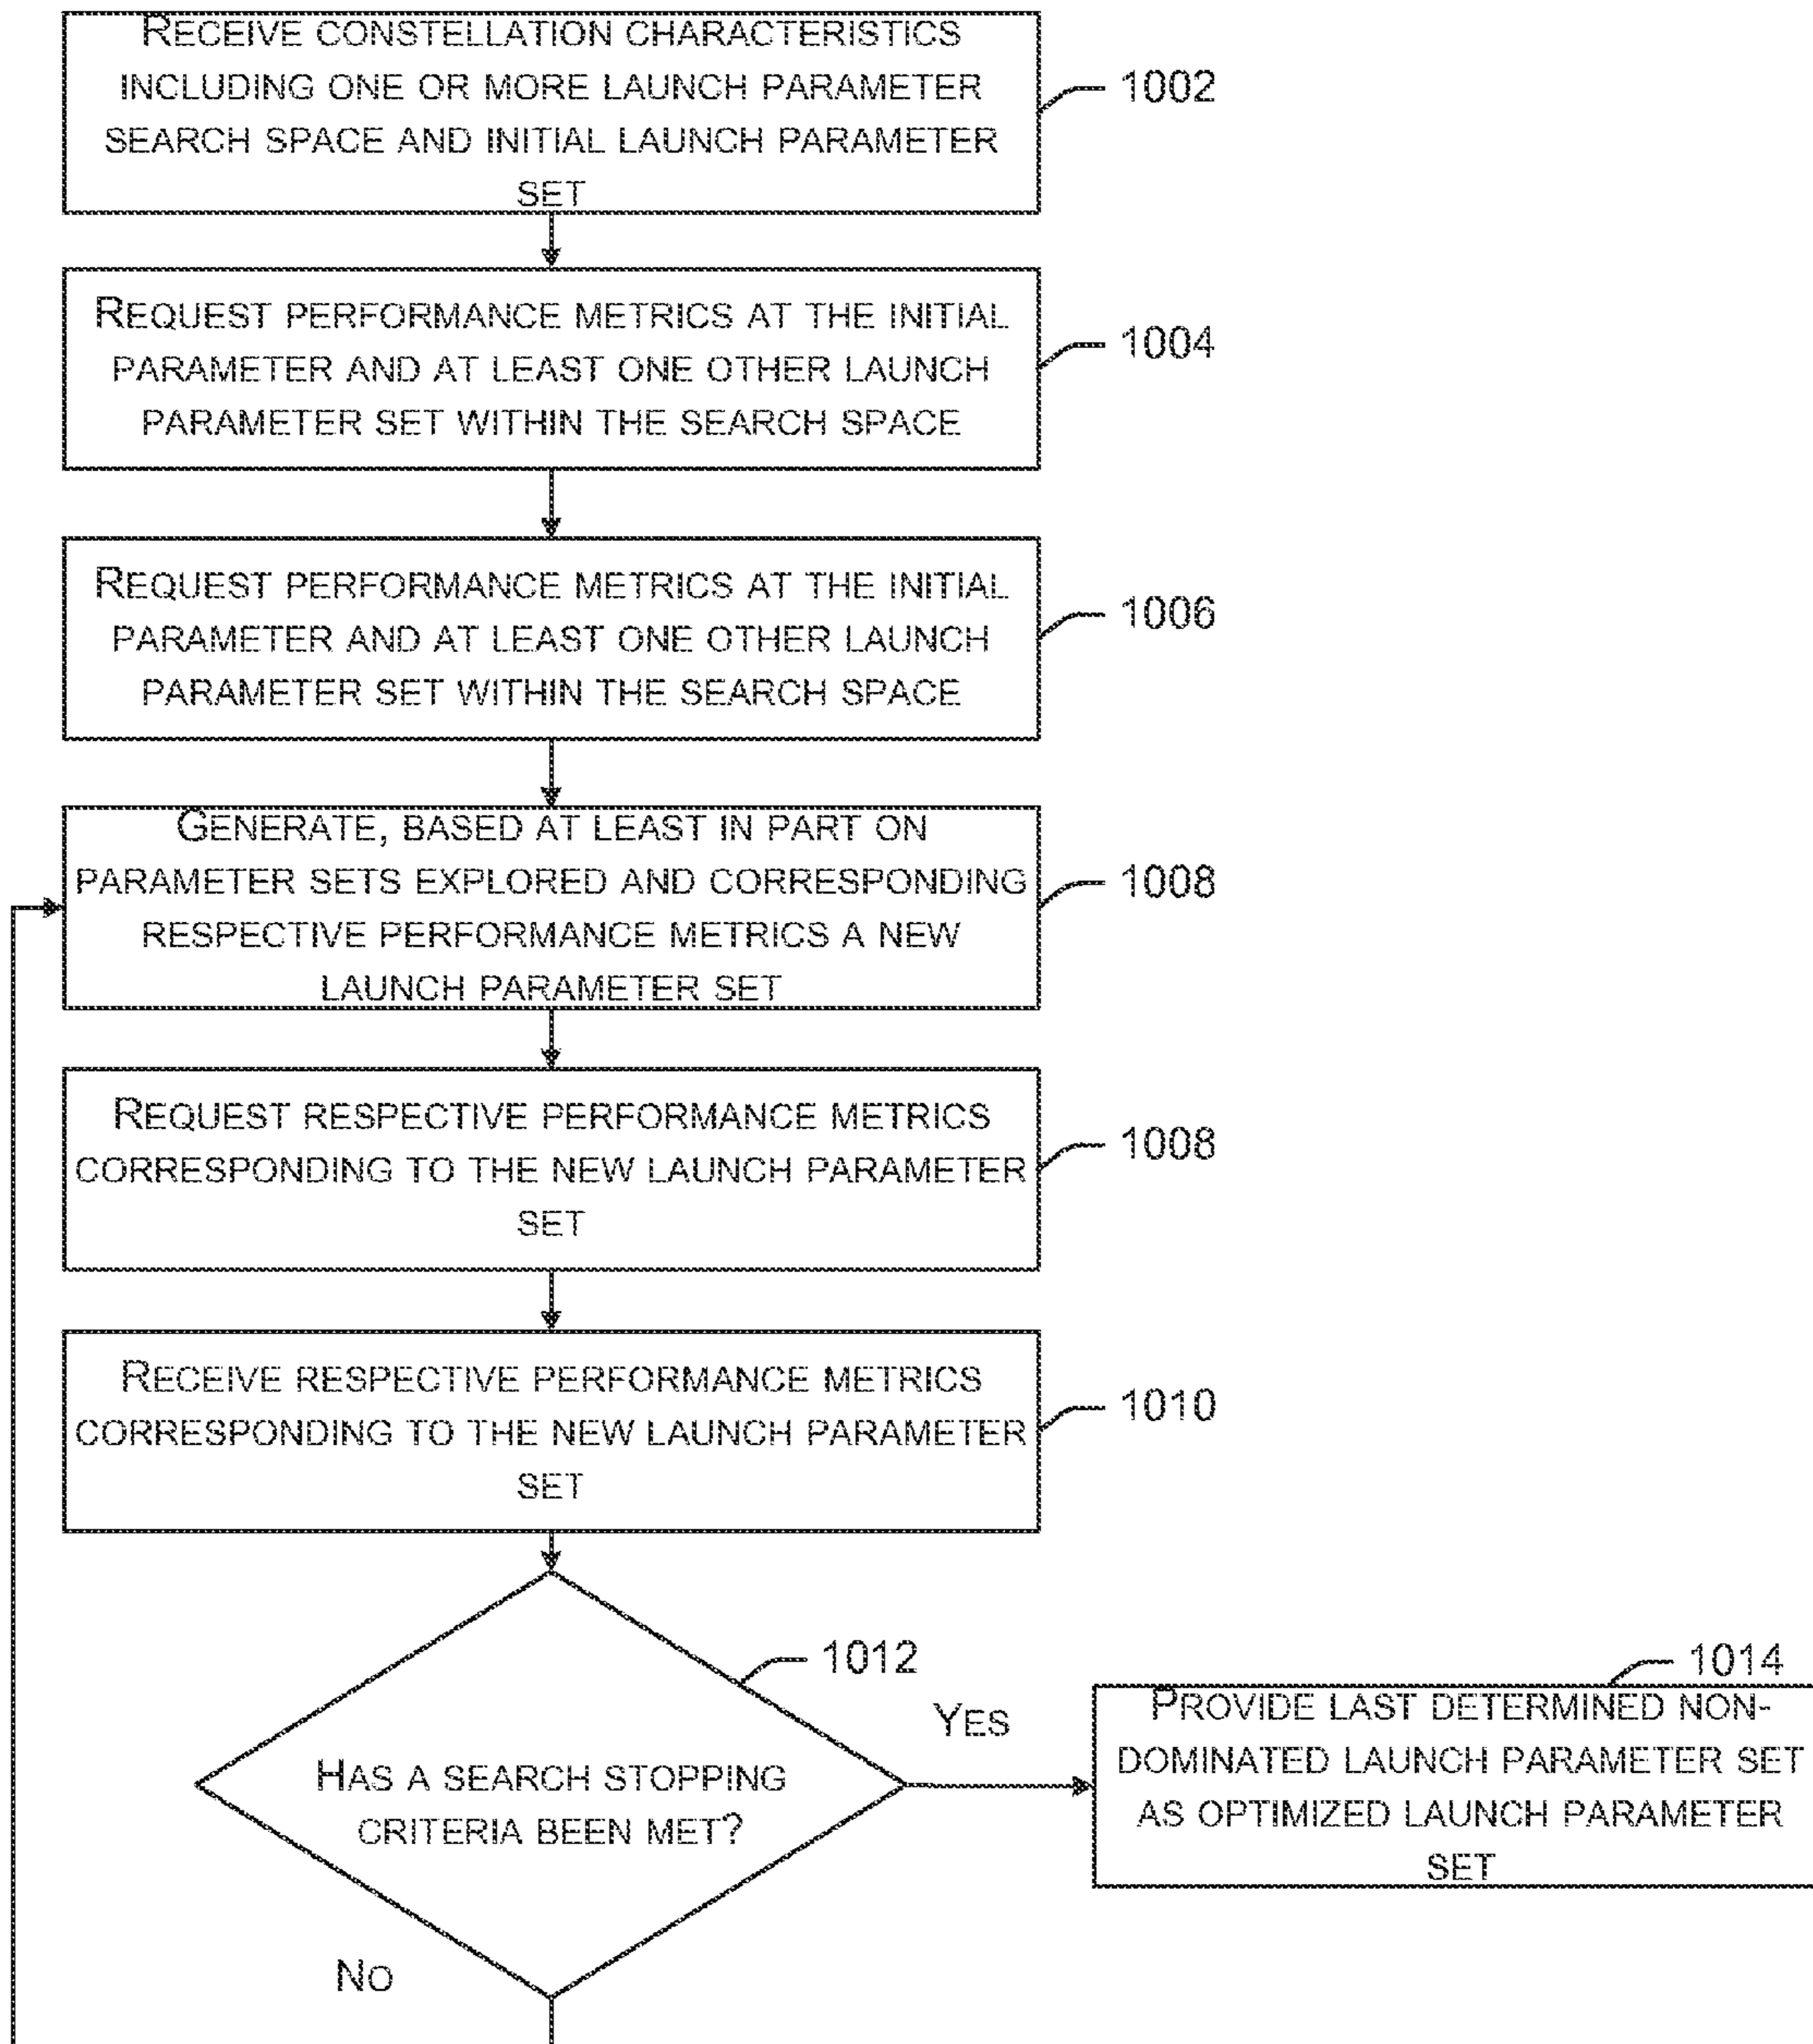 RECEIVE CONSTELLATION CHARACTERISTICS
INCLUDING ONE OR MORE LAUNCH PARAMETER
SEARCH SPACE AND INITIAL LAUNCH PARAMETER
SET
1002
REQUEST PERFORMANCE METRICS AT THE INITIAL
PARAMETER AND AT LEAST ONE OTHER LAUNCH
PARAMETER SET WITHIN THE SEARCH SPACE
1004
REQUEST PERFORMANCE METRICS AT THE INITIAL
PARAMETER AND AT LEAST ONE OTHER LAUNCH
PARAMETER SET WITHIN THE SEARCH SPACE
1006
GENERATE, BASED AT LEAST IN PART ON
PARAMETER SETS EXPLORED AND CORRESPONDING
RESPECTIVE PERFORMANCE METRICS A NEW
LAUNCH PARAMETER SET
1008
REQUEST RESPECTIVE PERFORMANCE METRICS
CORRESPONDING TO THE NEW LAUNCH PARAMETER
SET
1008
RECEIVE RESPECTIVE PERFORMANCE METRICS
CORRESPONDING TO THE NEW LAUNCH PARAMETER
SET
1010
HAS A SEARCH STOPPING
CRITERIA BEEN MET?
1012
YES
NO
1014
PROVIDE LAST DETERMINED NON-
DOMINATED LAUNCH PARAMETER SET
AS OPTIMIZED LAUNCH PARAMETER
SET